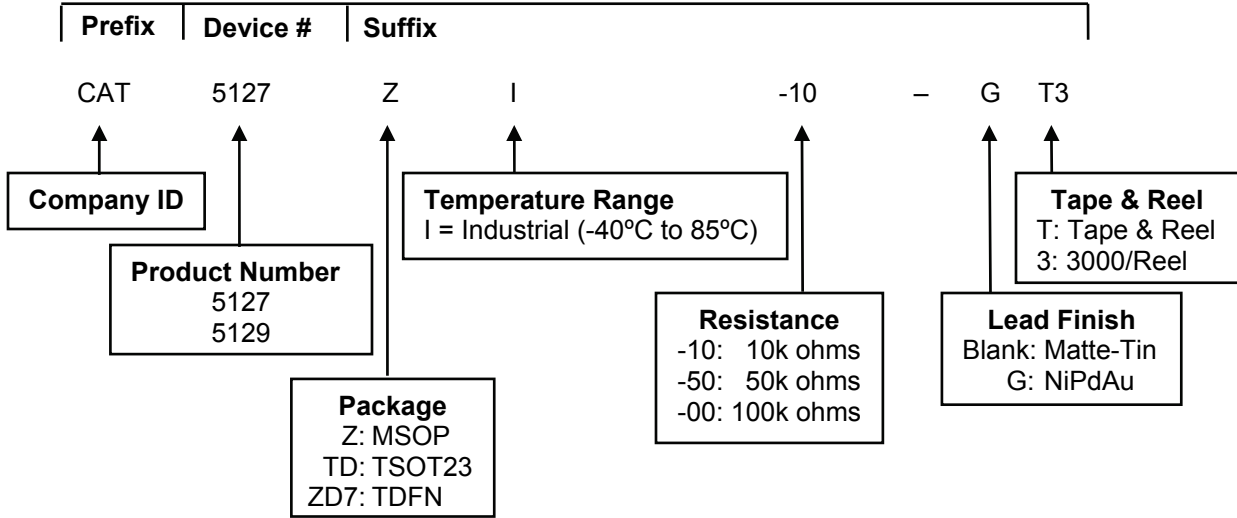 Prefix Device # Suffix
CAT 5127 Z I -10 – G T3
Company ID
Product Number
5127
5129
Package
Z: MSOP
TD: TSOT23
ZD7: TDFN
Temperature Range
I = Industrial (-40ºC to 85ºC)
Resistance
-10: 10k ohms
-50: 50k ohms
-00: 100k ohms
Lead Finish
Blank: Matte-Tin
G: NiPdAu
Tape & Reel
T: Tape & Reel
3: 3000/Reel